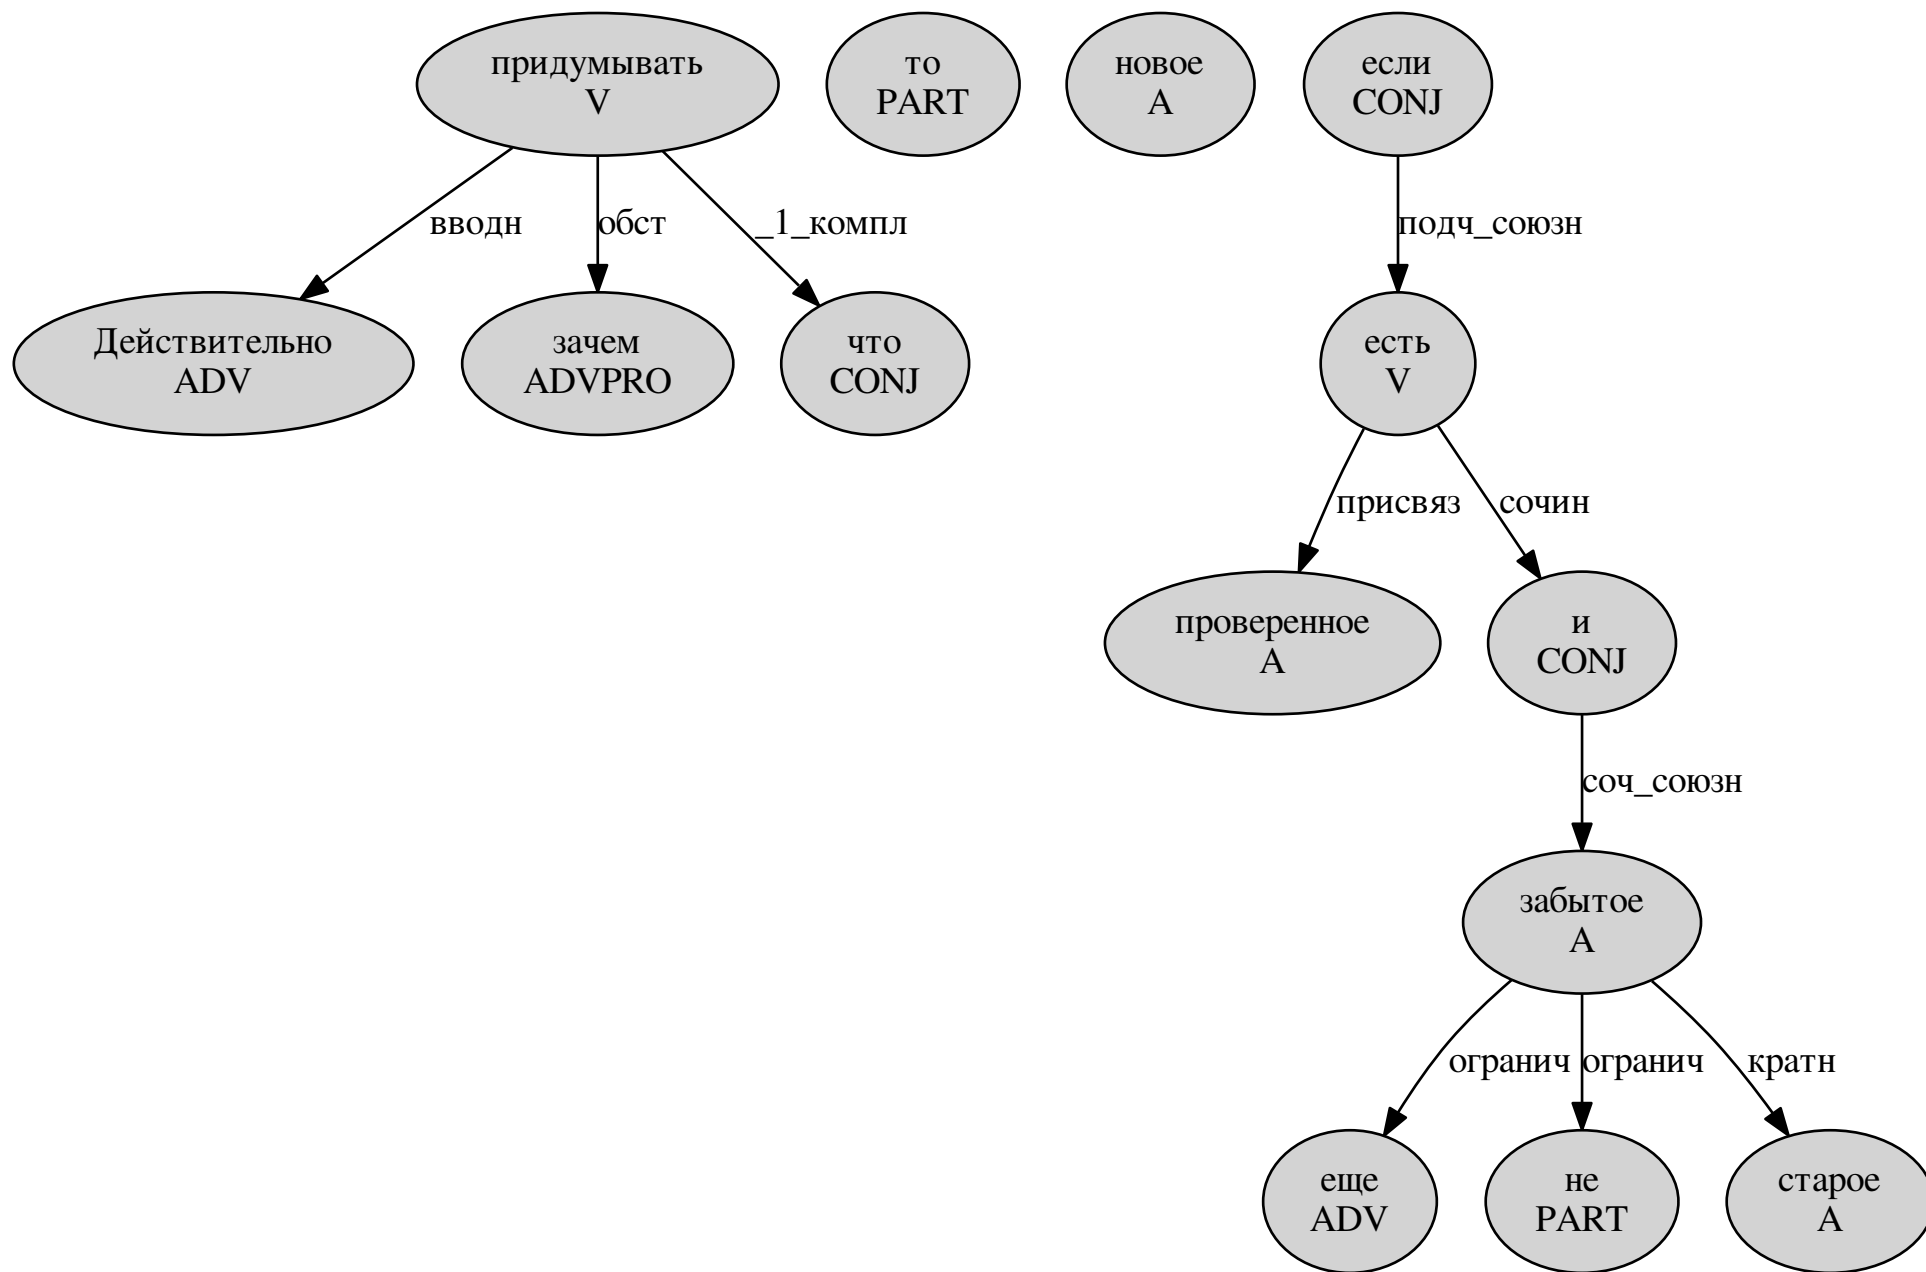 придумывать
V
то
PART
новое
A
если
CONJ
вводн
обст
_1_компл
подч_союзн
Действительно
ADV
зачем
ADVPRO
что
CONJ
есть
V
присвяз
сочин
проверенное
A
и
CONJ
соч_союзн
забытое
A
огранич
огранич
кратн
еще
ADV
не
PART
старое
A